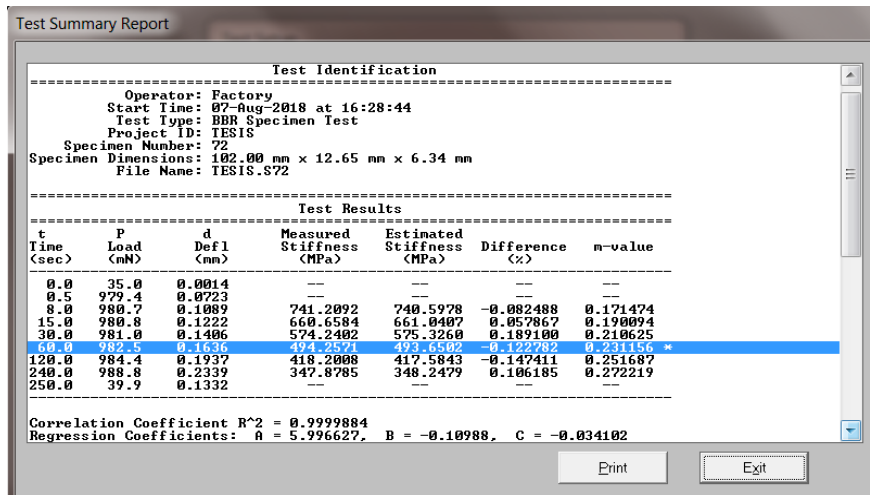 Test Summary Report
Test Identification
================================================================================
Operator: Factory
Start Time: 07-Aug-2018 at 16:28:44
Test Type: BBR Specimen Test
Project ID: TESIS
Specimen Number: 72
Specimen Dimensions: 102.00 mm x 12.65 mm x 6.34 mm
File Name: TESIS.S72
================================================================================
Test Results
================================================================================
t P d Measured Estimated
Time Load Defl Stiffness Stiffness Difference m-value
(sec) (mN) (mm) (MPa) (MPa) (%)
--------------------------------------------------------------------------------
0.0 35.0 0.0014 -- -- -- --
0.5 979.4 0.0723 -- -- -- --
8.0 980.7 0.1089 741.2092 740.5978 -0.082488 0.171474
15.0 980.8 0.1222 660.6584 661.0407 0.057867 0.190094
30.0 981.0 0.1406 574.2402 575.3260 0.189100 0.210625
60.0 982.5 0.1636 494.2571 493.6502 -0.122782 0.231156 *
120.0 984.4 0.1937 418.2008 417.5843 -0.147411 0.251687
240.0 988.8 0.2339 347.8785 348.2479 0.106185 0.272219
250.0 39.9 0.1332 -- -- -- --
--------------------------------------------------------------------------------
Correlation Coefficient R^2 = 0.9999884
Regression Coefficients: A = 5.996627, B = -0.10988, C = -0.034102
Print Exit